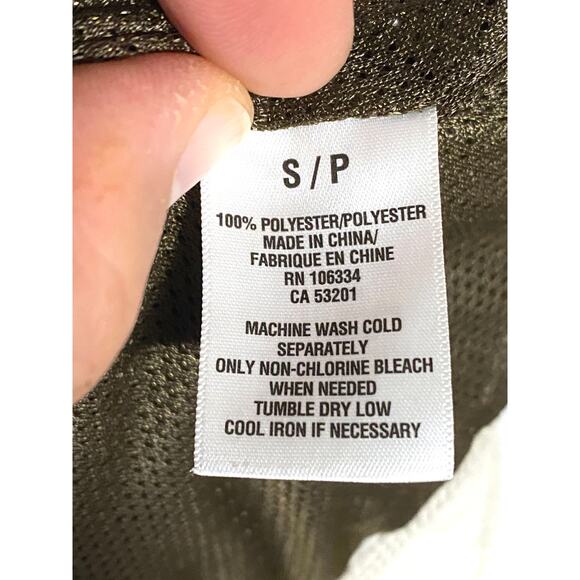 S / P
100% POLYESTER/POLYESTER
MADE IN CHINA/
FABRIQUE EN CHINE
RN 106334
CA 53201
MACHINE WASH COLD
SEPARATELY
ONLY NON-CHLORINE BLEACH
WHEN NEEDED
TUMBLE DRY LOW
COOL IRON IF NECESSARY